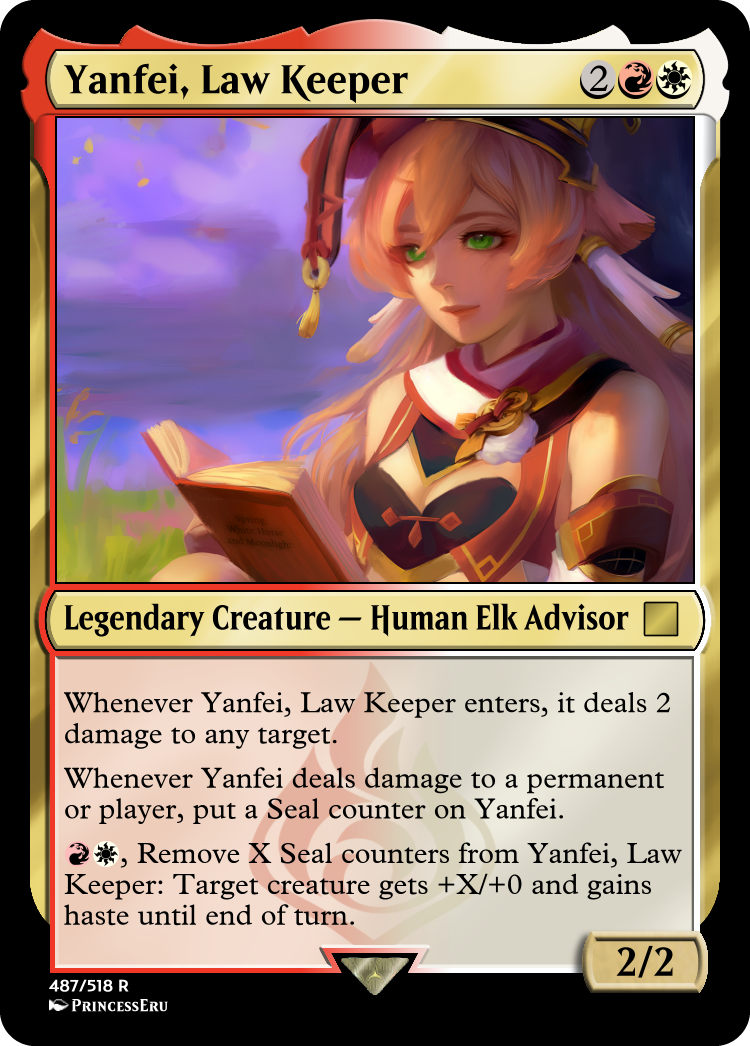 Yanfei, Law Keeper 2
Legendary Creature — Human Elk Advisor
Whenever Yanfei, Law Keeper enters, it deals 2
damage to any target.
Whenever Yanfei deals damage to a permanent
or player, put a Seal counter on Yanfei.
, Remove X Seal counters from Yanfei, Law
Keeper: Target creature gets +X/+0 and gains
haste until end of turn.
2/2
487/518 R
PrincessEru